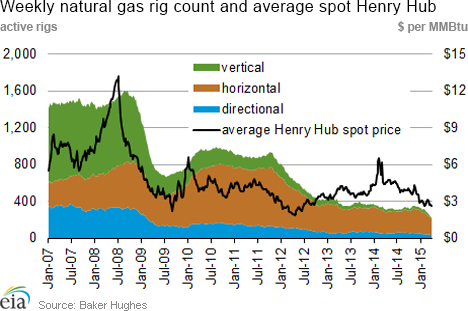 Weekly natural gas rig count and average spot Henry Hub
active rigs
$ per MMBtu
2,000
1,600
1,200
800
400
0
$15
$12
$9
$6
$3
$0
vertical
horizontal
directional
average Henry Hub spot price
Jan-07
Jul-07
Jan-08
Jul-08
Jan-09
Jul-09
Jan-10
Jul-10
Jan-11
Jul-11
Jan-12
Jul-12
Jan-13
Jul-13
Jan-14
Jul-14
Jan-15
eia
Source: Baker Hughes